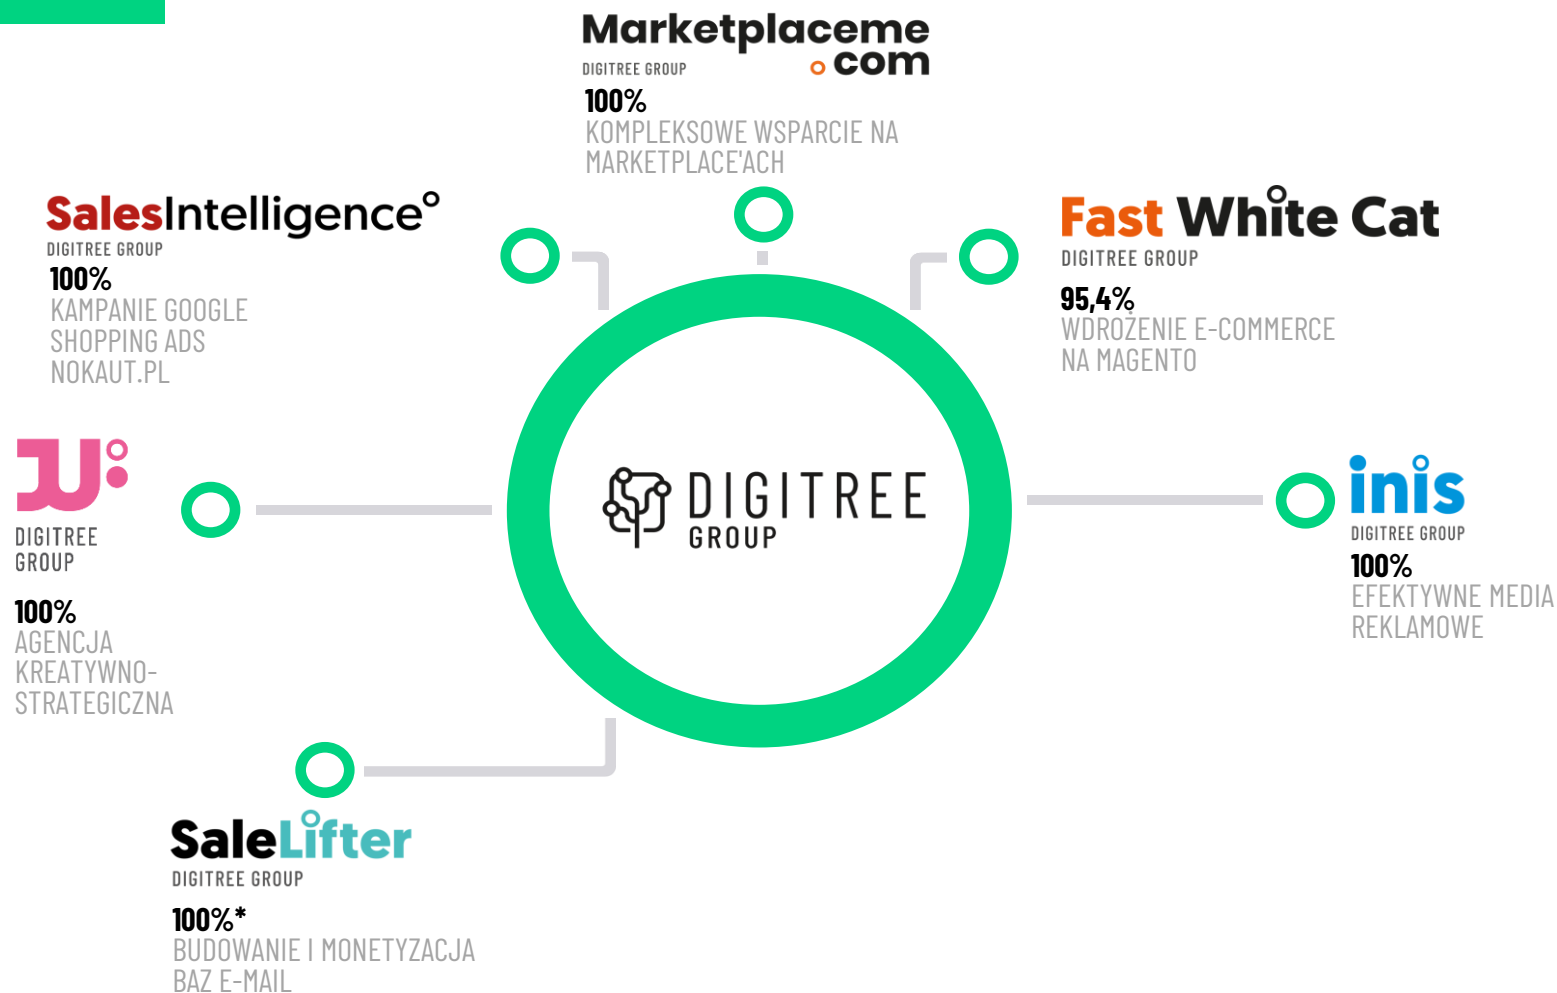 Marketplaceme
com
DIGITREE GROUP
100%
KOMPLEKSOWE WSPARCIE NA
MARKETPLACE'ACH
SalesIntelligence
DIGITREE GROUP
100%
KAMPANIE GOOGLE
SHOPPING ADS
NOKAUT.PL
Fast White Cat
DIGITREE GROUP
95,4%
WDROŻENIE E-COMMERCE
NA MAGENTO
DIGITREE
GROUP
100%
AGENCJA
KREATYWNO-
STRATEGICZNA
DIGITREE
GROUP
inis
DIGITREE GROUP
100%
EFEKTYWNE MEDIA
REKLAMOWE
SaleLifter
DIGITREE GROUP
100%*
BUDOWANIE I MONETYZACJA
BAZ E-MAIL